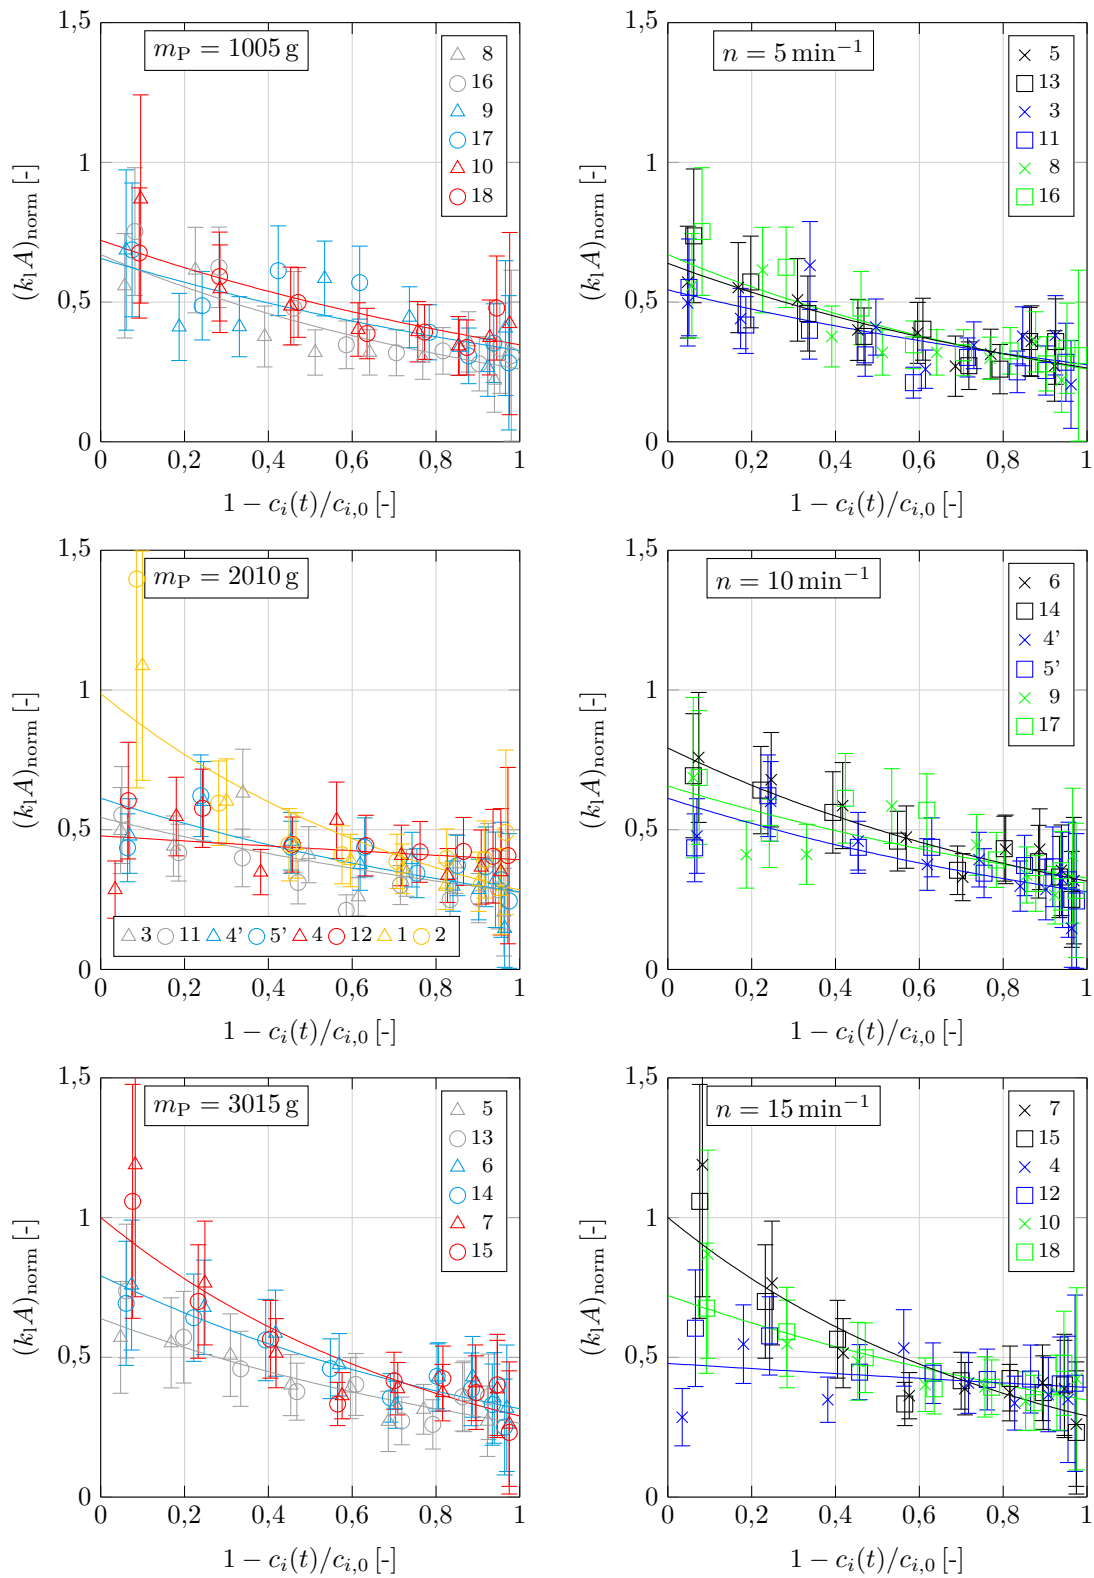 1,5
1
0,5
0
(k_l A)_norm [-]
m_P = 1005 g
8
16
9
17
10
18
0 0,2 0,4 0,6 0,8 1
1 − c_i(t)/c_{i,0} [-]
1,5
1
0,5
0
(k_l A)_norm [-]
n = 5 min⁻¹
5
13
3
11
8
16
0 0,2 0,4 0,6 0,8 1
1 − c_i(t)/c_{i,0} [-]
1,5
1
0,5
0
(k_l A)_norm [-]
m_P = 2010 g
3 11 4' 5' 4 12 1 2
0 0,2 0,4 0,6 0,8 1
1 − c_i(t)/c_{i,0} [-]
1,5
1
0,5
0
(k_l A)_norm [-]
n = 10 min⁻¹
6
14
4'
5'
9
17
0 0,2 0,4 0,6 0,8 1
1 − c_i(t)/c_{i,0} [-]
1,5
1
0,5
0
(k_l A)_norm [-]
m_P = 3015 g
5
13
6
14
7
15
0 0,2 0,4 0,6 0,8 1
1 − c_i(t)/c_{i,0} [-]
1,5
1
0,5
0
(k_l A)_norm [-]
n = 15 min⁻¹
7
15
4
12
10
18
0 0,2 0,4 0,6 0,8 1
1 − c_i(t)/c_{i,0} [-]